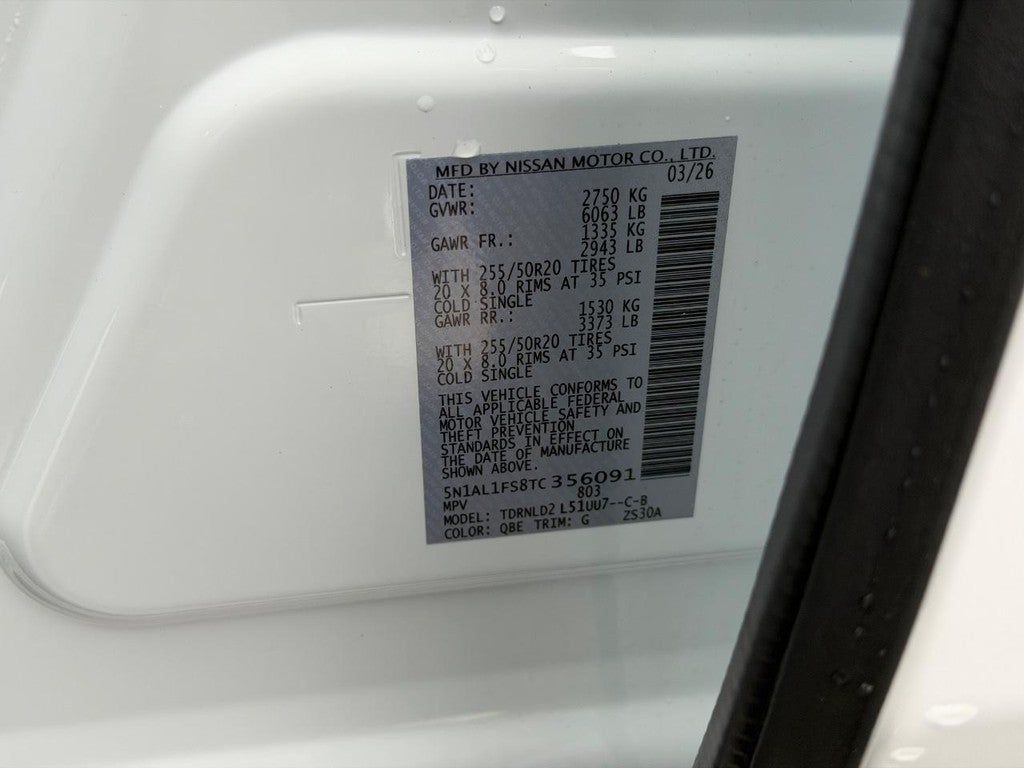 MFD BY NISSAN MOTOR CO., LTD.
DATE: 03/26
GVWR: 2750 KG
6063 LB
GAWR FR.: 1335 KG
2943 LB
WITH 255/50R20 TIRES
20 X 8.0 RIMS AT 35 PSI
COLD SINGLE
GAWR RR.: 1530 KG
3373 LB
WITH 255/50R20 TIRES
20 X 8.0 RIMS AT 35 PSI
COLD SINGLE
THIS VEHICLE CONFORMS TO
ALL APPLICABLE FEDERAL
MOTOR VEHICLE SAFETY AND
THEFT PREVENTION
STANDARDS IN EFFECT ON
THE DATE OF MANUFACTURE
SHOWN ABOVE.
5N1AL1FS8TC356091
MPV 803
MODEL: TDRNLD2 L51UU7--C-B
COLOR: QBE TRIM: G ZS30A